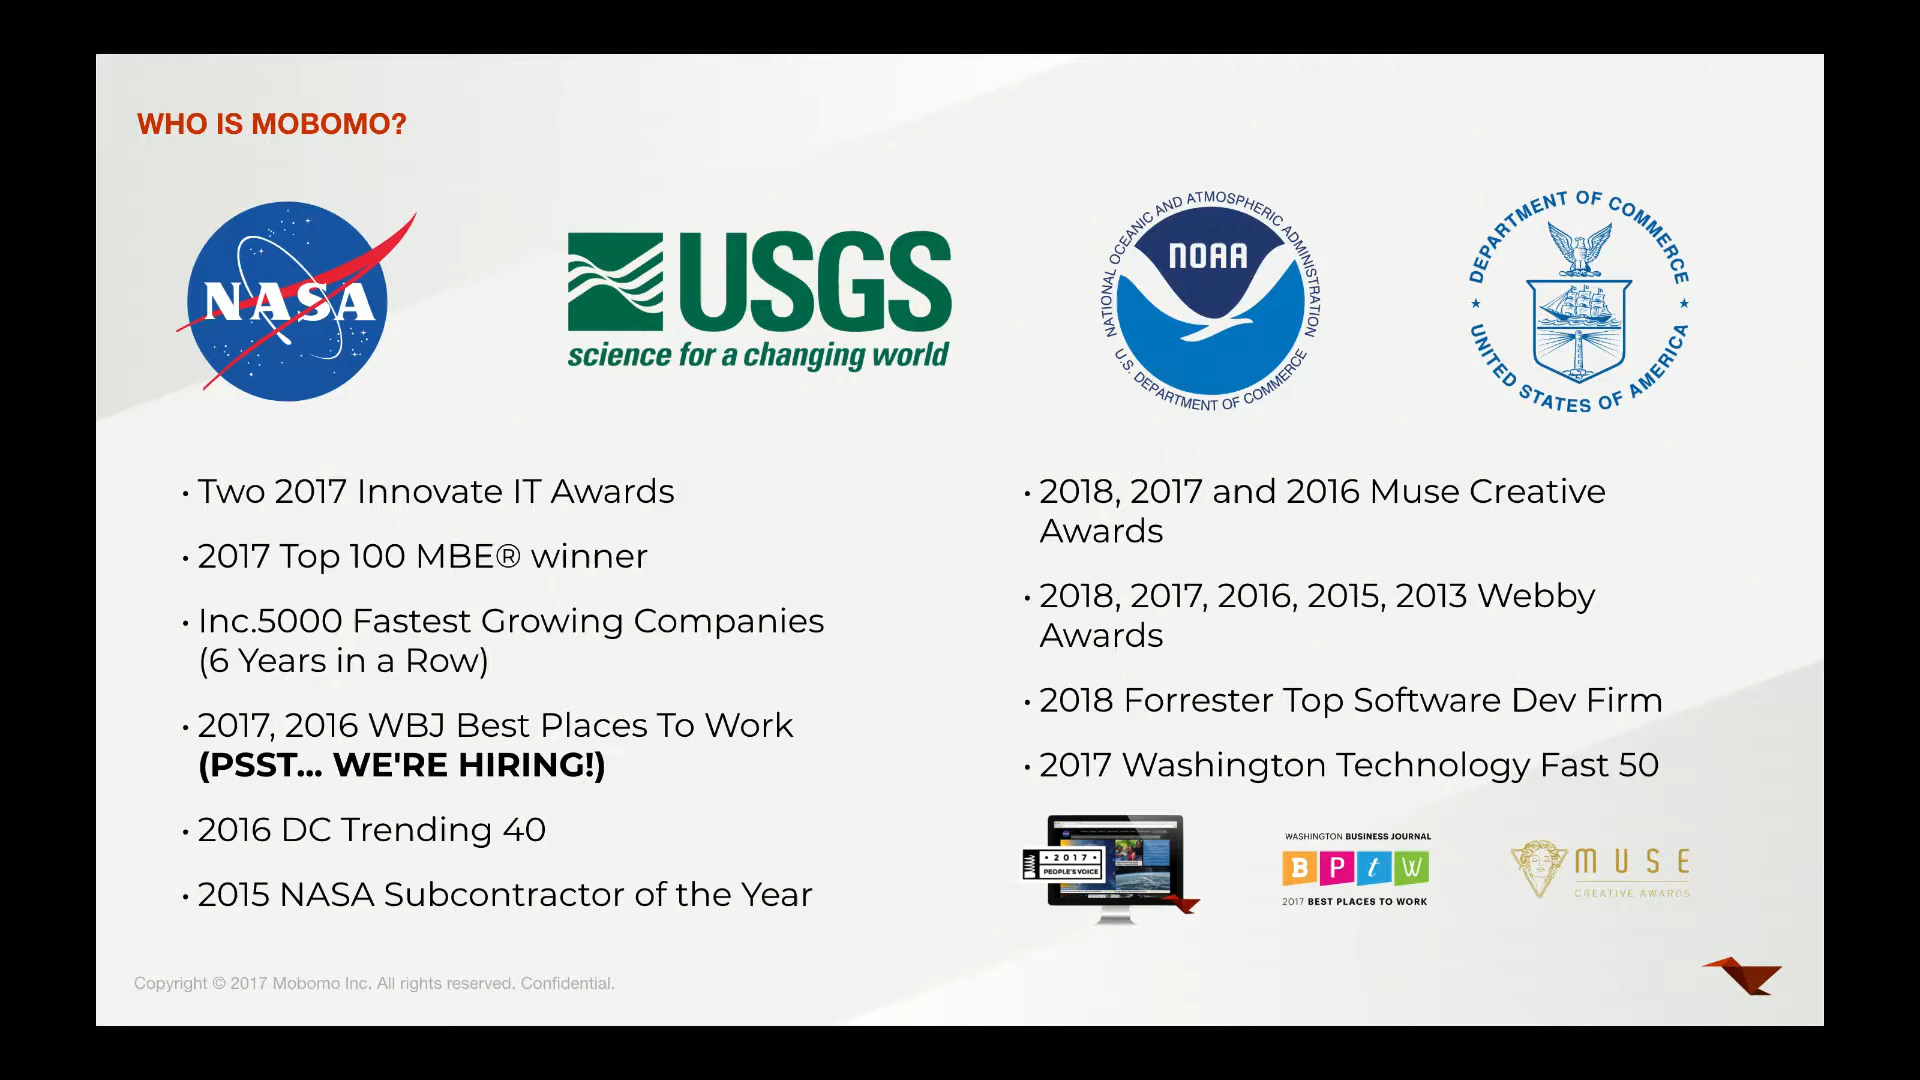 WHO IS MOBOMO?
NASA
USGS
science for a changing world
NATIONAL OCEANIC AND ATMOSPHERIC ADMINISTRATION
NOAA
U.S. DEPARTMENT OF COMMERCE
DEPARTMENT OF COMMERCE
UNITED STATES OF AMERICA
• Two 2017 Innovate IT Awards
• 2017 Top 100 MBE® winner
• Inc.5000 Fastest Growing Companies
(6 Years in a Row)
• 2017, 2016 WBJ Best Places To Work
(PSST... WE'RE HIRING!)
• 2016 DC Trending 40
• 2015 NASA Subcontractor of the Year
• 2018, 2017 and 2016 Muse Creative
Awards
• 2018, 2017, 2016, 2015, 2013 Webby
Awards
• 2018 Forrester Top Software Dev Firm
• 2017 Washington Technology Fast 50
• 2017 •
PEOPLE'S VOICE
WASHINGTON BUSINESS JOURNAL
BPtW
2017 BEST PLACES TO WORK
MUSE
CREATIVE AWARDS
Copyright © 2017 Mobomo Inc. All rights reserved. Confidential.